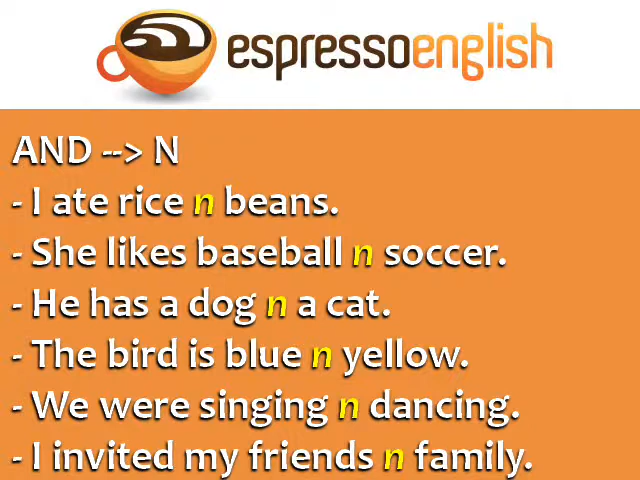 espressoenglish
AND --> N
- I ate rice n beans.
- She likes baseball n soccer.
- He has a dog n a cat.
- The bird is blue n yellow.
- We were singing n dancing.
- I invited my friends n family.